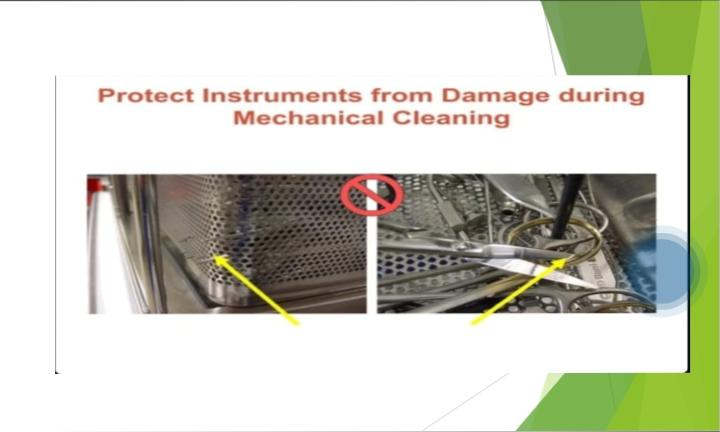 Protect Instruments from Damage during
Mechanical Cleaning